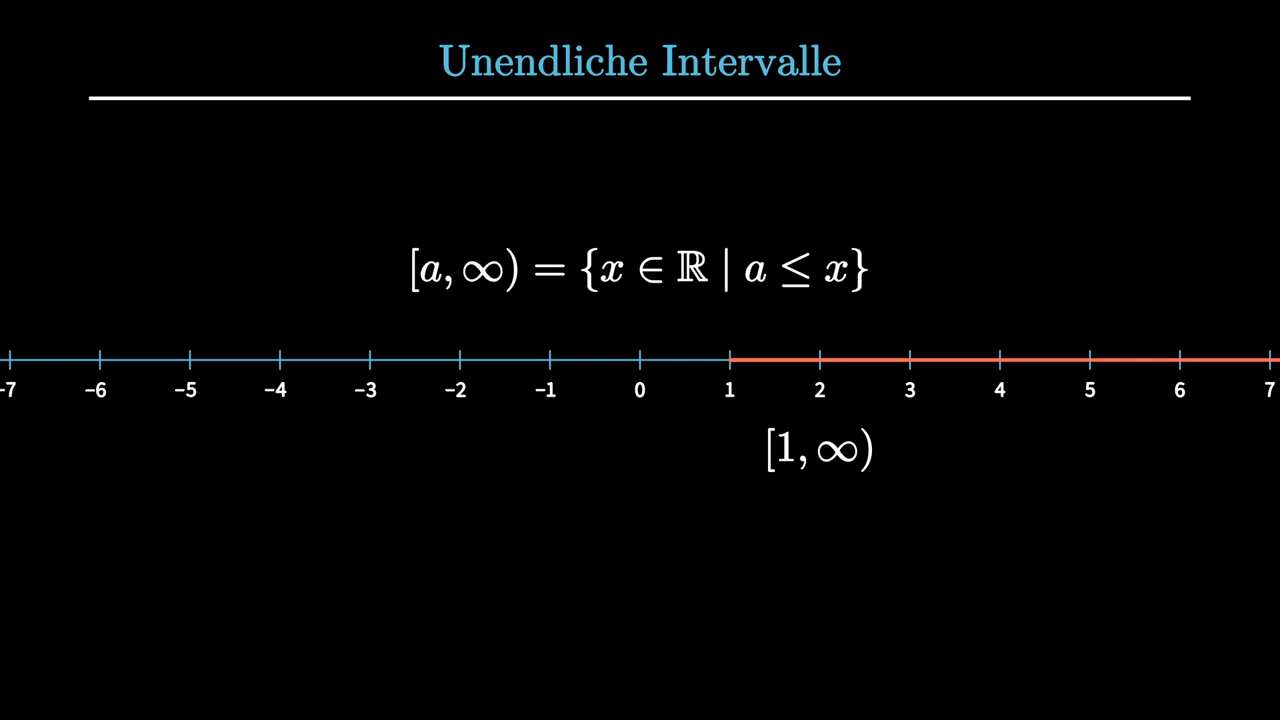 Unendliche Intervalle
[a, ∞) = {x ∈ ℝ | a ≤ x}
-7 -6 -5 -4 -3 -2 -1 0 1 2 3 4 5 6 7
[1, ∞)